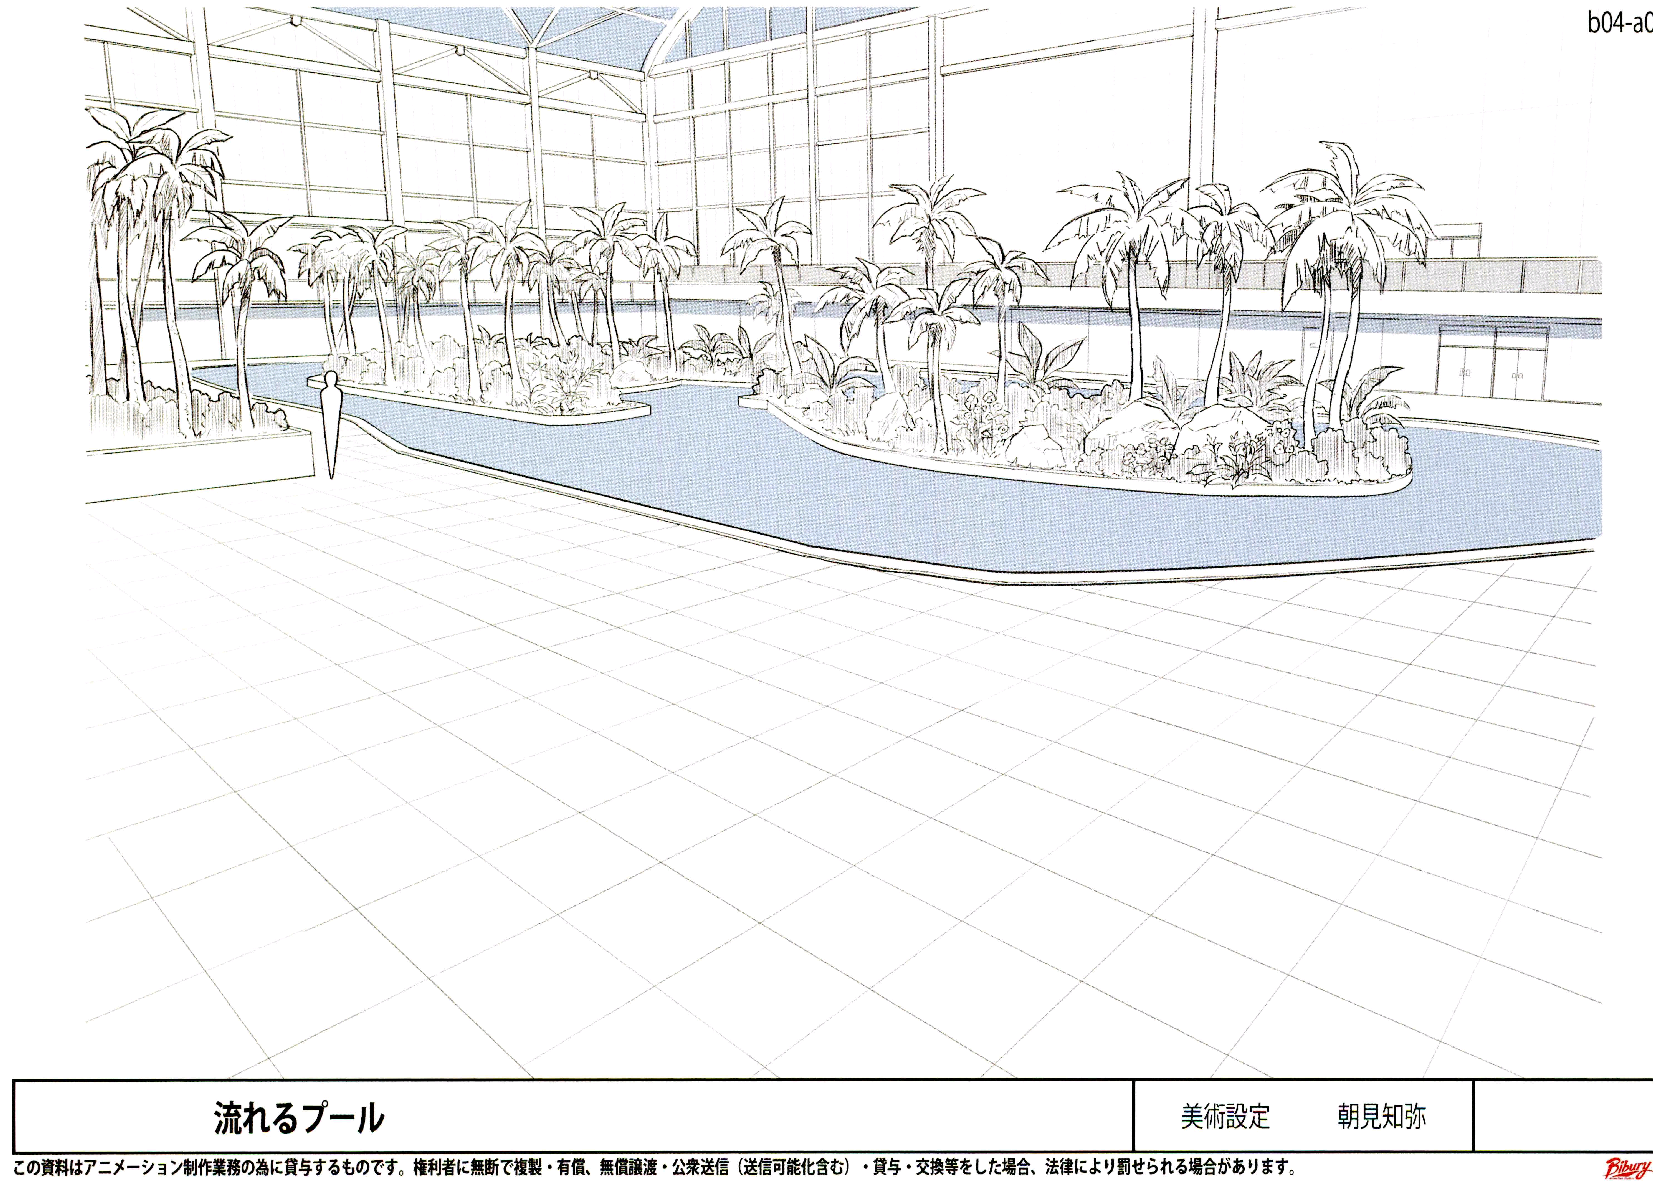 b04-a0
流れるプール
美術設定 朝見知弥
この資料はアニメーション制作業務の為に貸与するものです。権利者に無断で複製・有償、無償譲渡・公衆送信（送信可能化含む）・貸与・交換等をした場合、法律により罰せられる場合があります。
Bibury